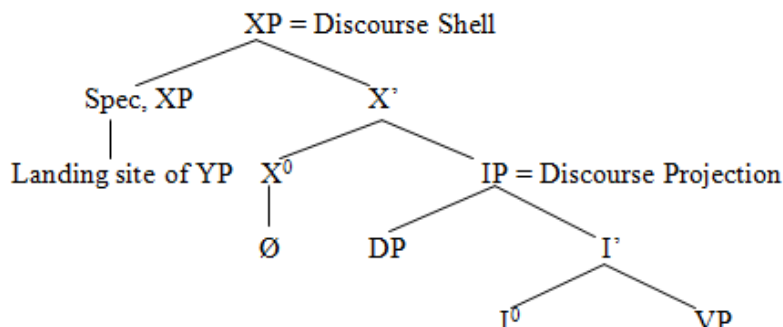 XP = Discourse Shell
Spec, XP X’
Landing site of YP X⁰ IP = Discourse Projection
Ø DP I’
I⁰ VP